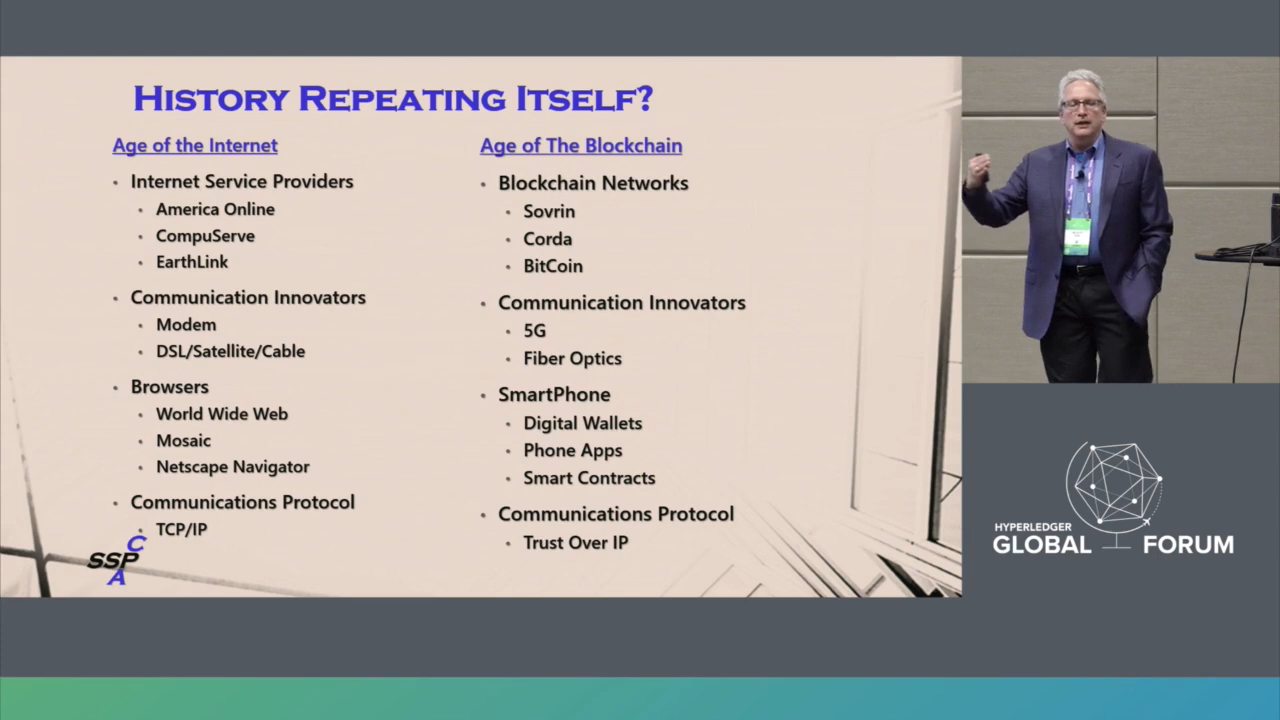 History Repeating Itself?
Age of the Internet
• Internet Service Providers
• America Online
• CompuServe
• EarthLink
• Communication Innovators
• Modem
• DSL/Satellite/Cable
• Browsers
• World Wide Web
• Mosaic
• Netscape Navigator
• Communications Protocol
• TCP/IP
Age of The Blockchain
• Blockchain Networks
• Sovrin
• Corda
• BitCoin
• Communication Innovators
• 5G
• Fiber Optics
• SmartPhone
• Digital Wallets
• Phone Apps
• Smart Contracts
• Communications Protocol
• Trust Over IP
C
SSP
A
HYPERLEDGER
GLOBAL FORUM